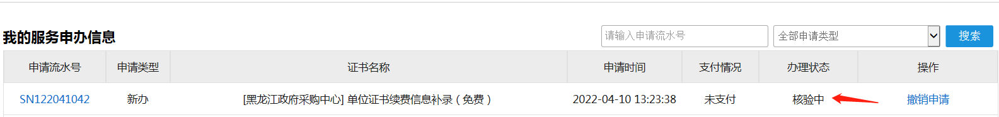 我的服务申办信息 请输入申请流水号 全部申请类型 搜索
申请流水号 申请类型 证书名称 申请时间 支付情况 办理状态 操作
SN122041042 新办 [黑龙江政府采购中心] 单位证书续费信息补录（免费） 2022-04-10 13:23:38 未支付 核验中 撤销申请